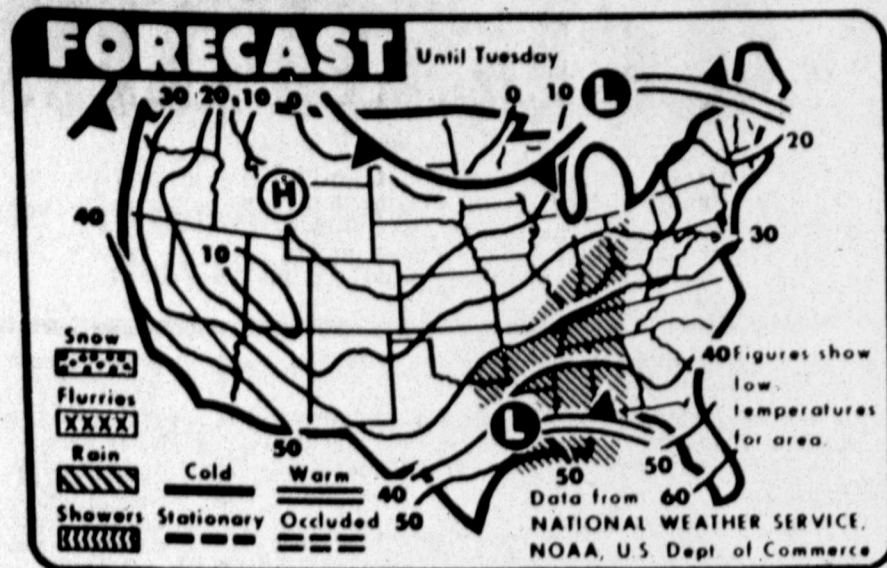 FORECAST
Until Tuesday
30 20 10 0 0 10 L
20
H
40
30
10
Snow
40 Figures show
low
temperatures
for area.
Flurries
XXXX
Rain
L
50
Cold Warm
50 50
40
Data from 60
Showers Stationary Occluded 50
NATIONAL WEATHER SERVICE,
NOAA, U.S. Dept. of Commerce